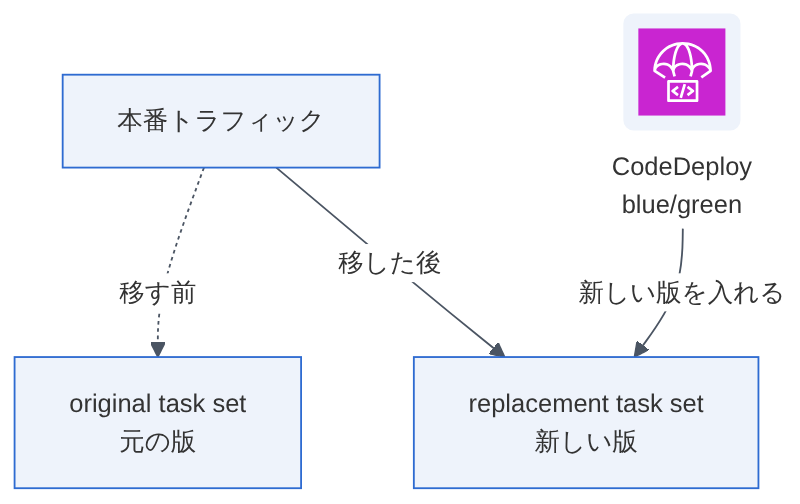 本番トラフィック
CodeDeploy
blue/green
移した後
移す前
新しい版を入れる
original task set
元の版
replacement task set
新しい版